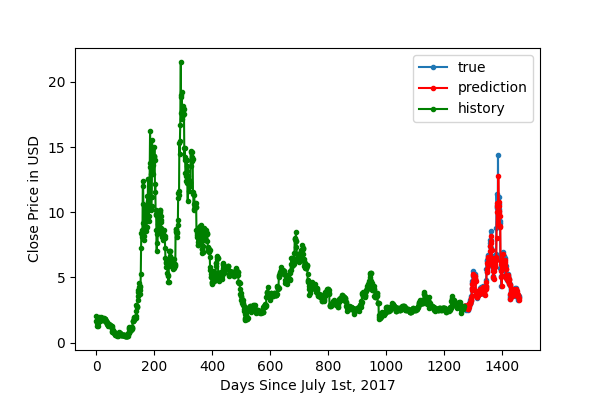 true
prediction
history
20
15
10
5
0
Close Price in USD
0 200 400 600 800 1000 1200 1400
Days Since July 1st, 2017